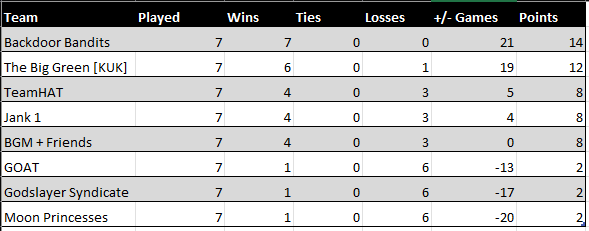 Team Played Wins Ties Losses +/- Games Points
Backdoor Bandits 7 7 0 0 21 14
The Big Green [KUK] 7 6 0 1 19 12
TeamHAT 7 4 0 3 5 8
Jank 1 7 4 0 3 4 8
BGM + Friends 7 4 0 3 0 8
GOAT 7 1 0 6 -13 2
Godslayer Syndicate 7 1 0 6 -17 2
Moon Princesses 7 1 0 6 -20 2